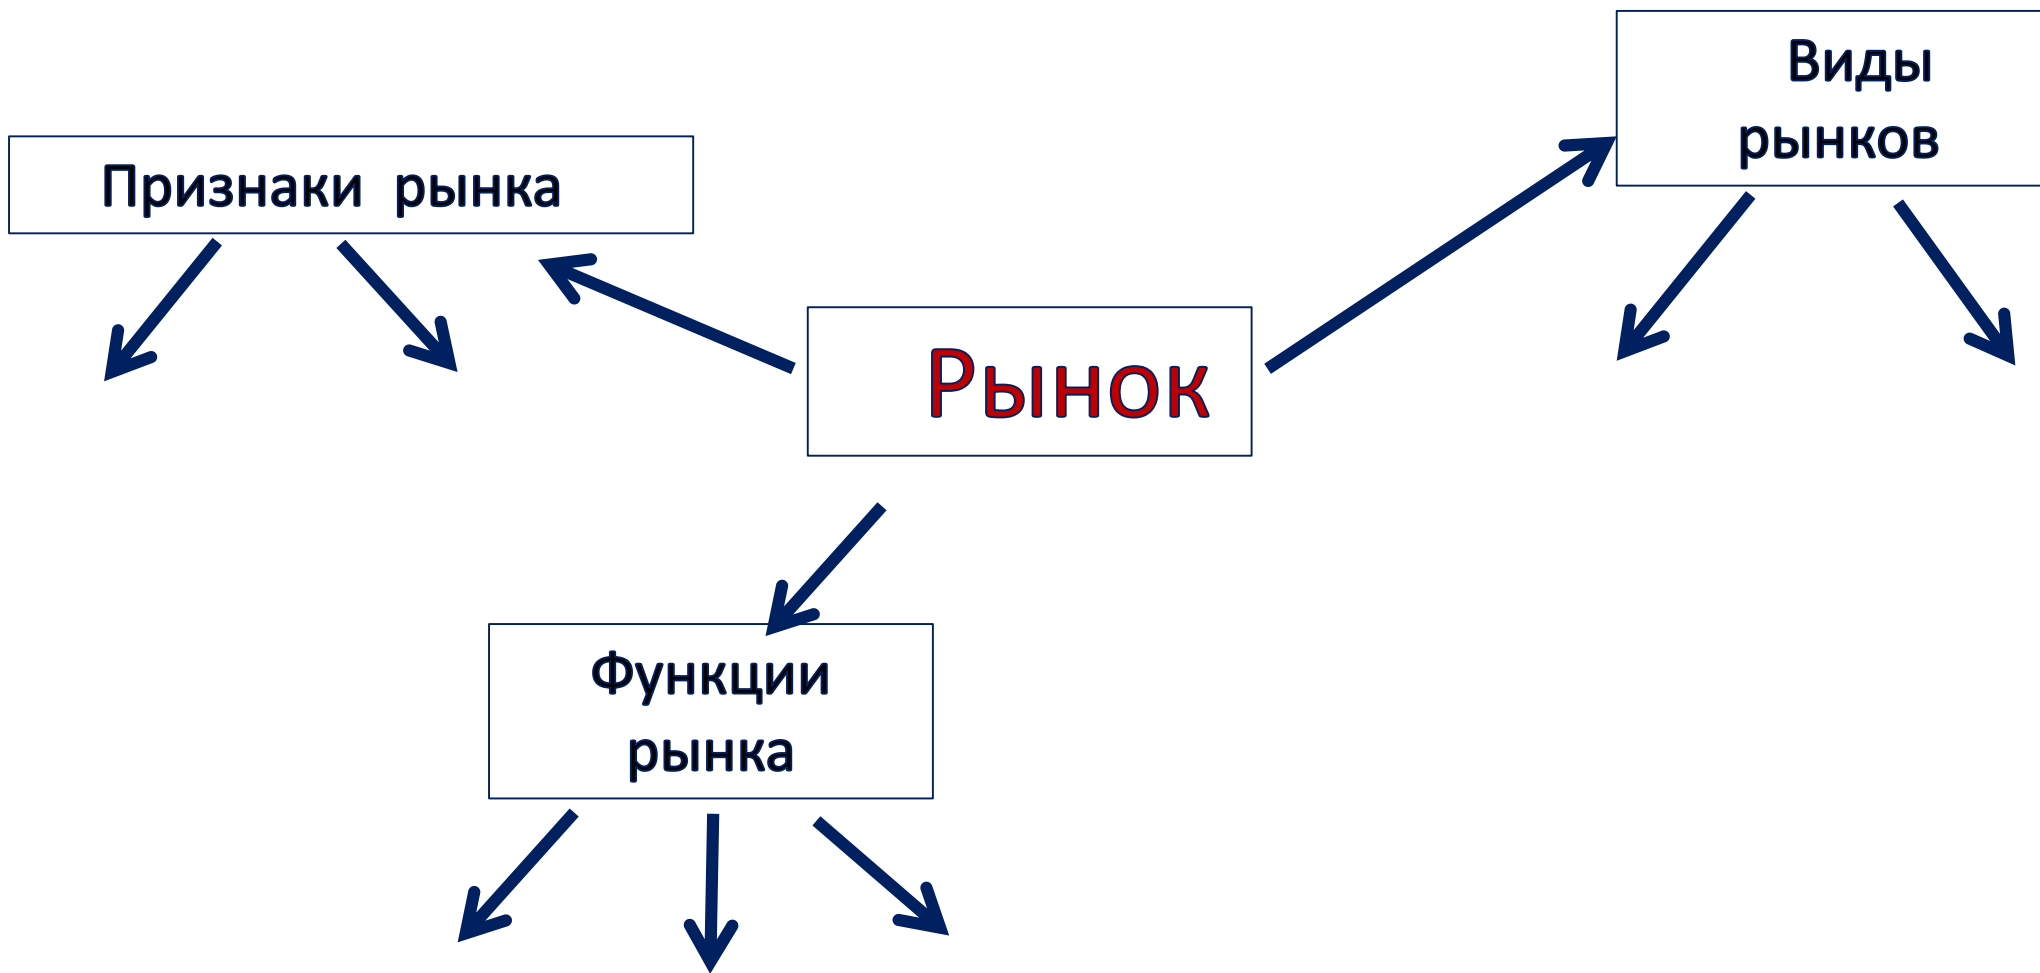 Виды
рынков
Признаки рынка
Рынок
Функции
рынка